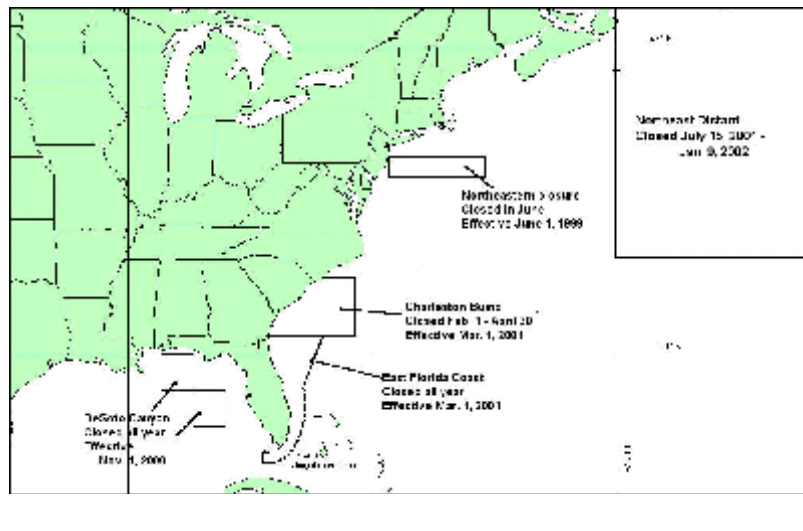 Northeast Distant
Closed July 15, 2001 -
Jan. 9, 2002
Northeastern closure
Closed in June
Effective June 1, 1999
Charleston Bump
Closed Feb. 1 - April 30
Effective Mar. 1, 2001
East Florida Coast
Closed all year
Effective Mar. 1, 2001
DeSoto Canyon
Closed all year
Effective
Nov. 1, 2000